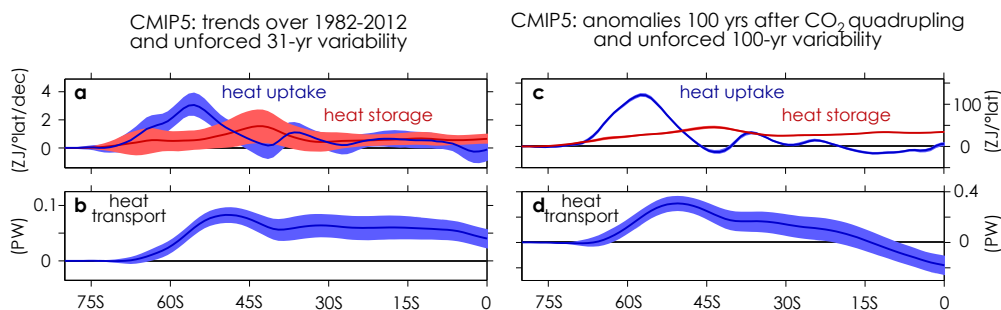 CMIP5: trends over 1982-2012
and unforced 31-yr variability
CMIP5: anomalies 100 yrs after CO₂ quadrupling
and unforced 100-yr variability
a
heat uptake
heat storage
4
2
0
(ZJ/°lat/dec)
b
heat
transport
0.1
0
(PW)
75S 60S 45S 30S 15S 0
c
heat uptake
heat storage
100
0
(ZJ/°lat)
d
heat
transport
0.4
0
(PW)
75S 60S 45S 30S 15S 0